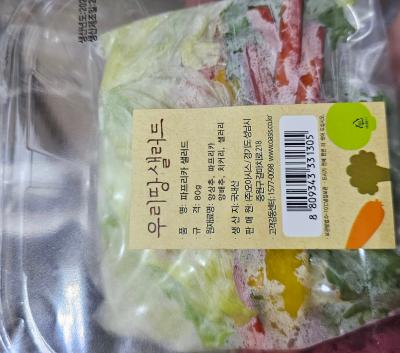 우리땅 샐러드
품 명: 파프리카 샐러드
규 격: 80g
원재료명: 양상추, 파프리카
양배추, 치커리, 샐러리
생 산 지: 국내산
판 매 원: (주)오아시스/경기도 성남시
중원구 갈마치로 218
고객감동센터: 1577-0098 www.oasis.co.kr
8 809343 331305